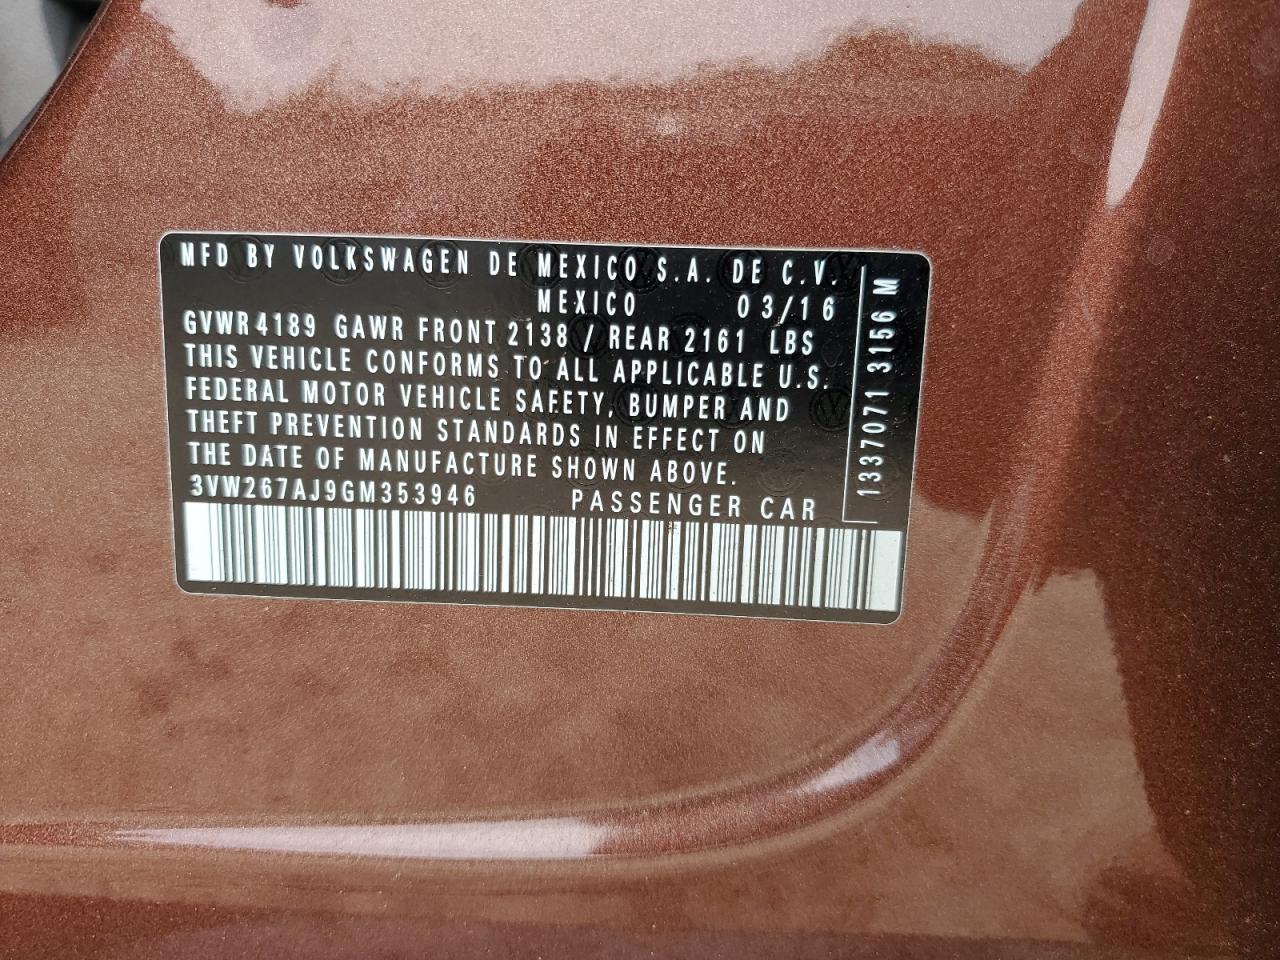 MFD BY VOLKSWAGEN DE MEXICO S.A. DE C.V.
MEXICO 03/16
GVWR 4189 GAWR FRONT 2138 / REAR 2161 LBS
THIS VEHICLE CONFORMS TO ALL APPLICABLE U.S.
FEDERAL MOTOR VEHICLE SAFETY, BUMPER AND
THEFT PREVENTION STANDARDS IN EFFECT ON
THE DATE OF MANUFACTURE SHOWN ABOVE.
3VW267AJ9GM353946 PASSENGER CAR
1337071 3156 M